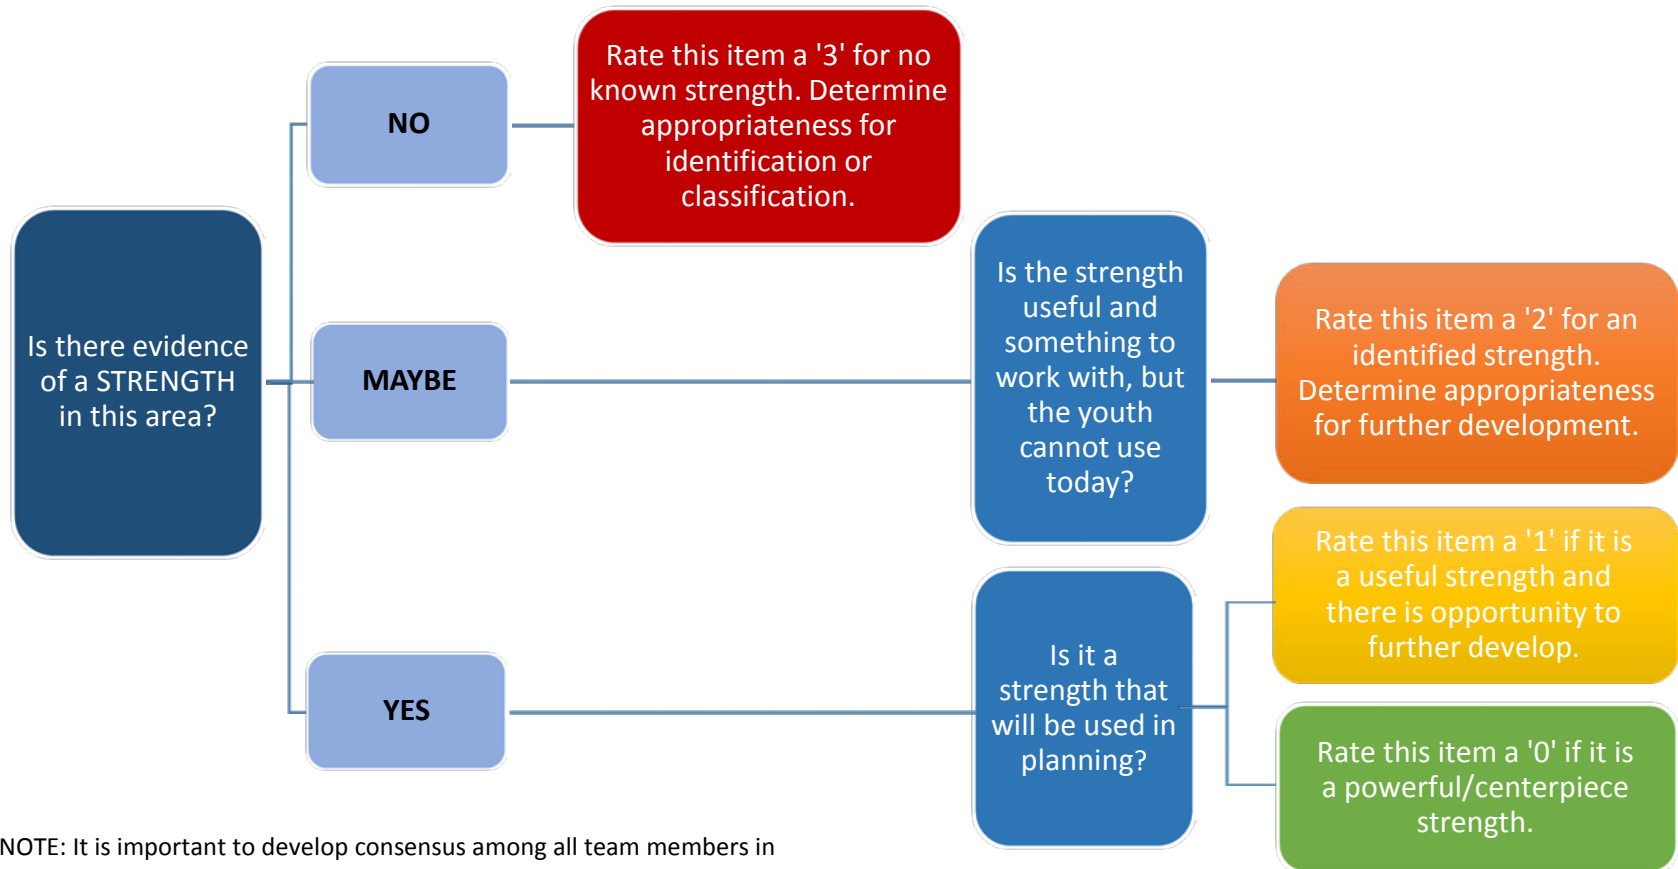 Is there evidence
of a STRENGTH
in this area?
NO
Rate this item a '3' for no
known strength. Determine
appropriateness for
identification or
classification.
MAYBE
Is the strength
useful and
something to
work with, but
the youth
cannot use
today?
Rate this item a '2' for an
identified strength.
Determine appropriateness
for further development.
YES
Is it a
strength that
will be used in
planning?
Rate this item a '1' if it is
a useful strength and
there is opportunity to
further develop.
Rate this item a '0' if it is
a powerful/centerpiece
strength.
NOTE: It is important to develop consensus among all team members in